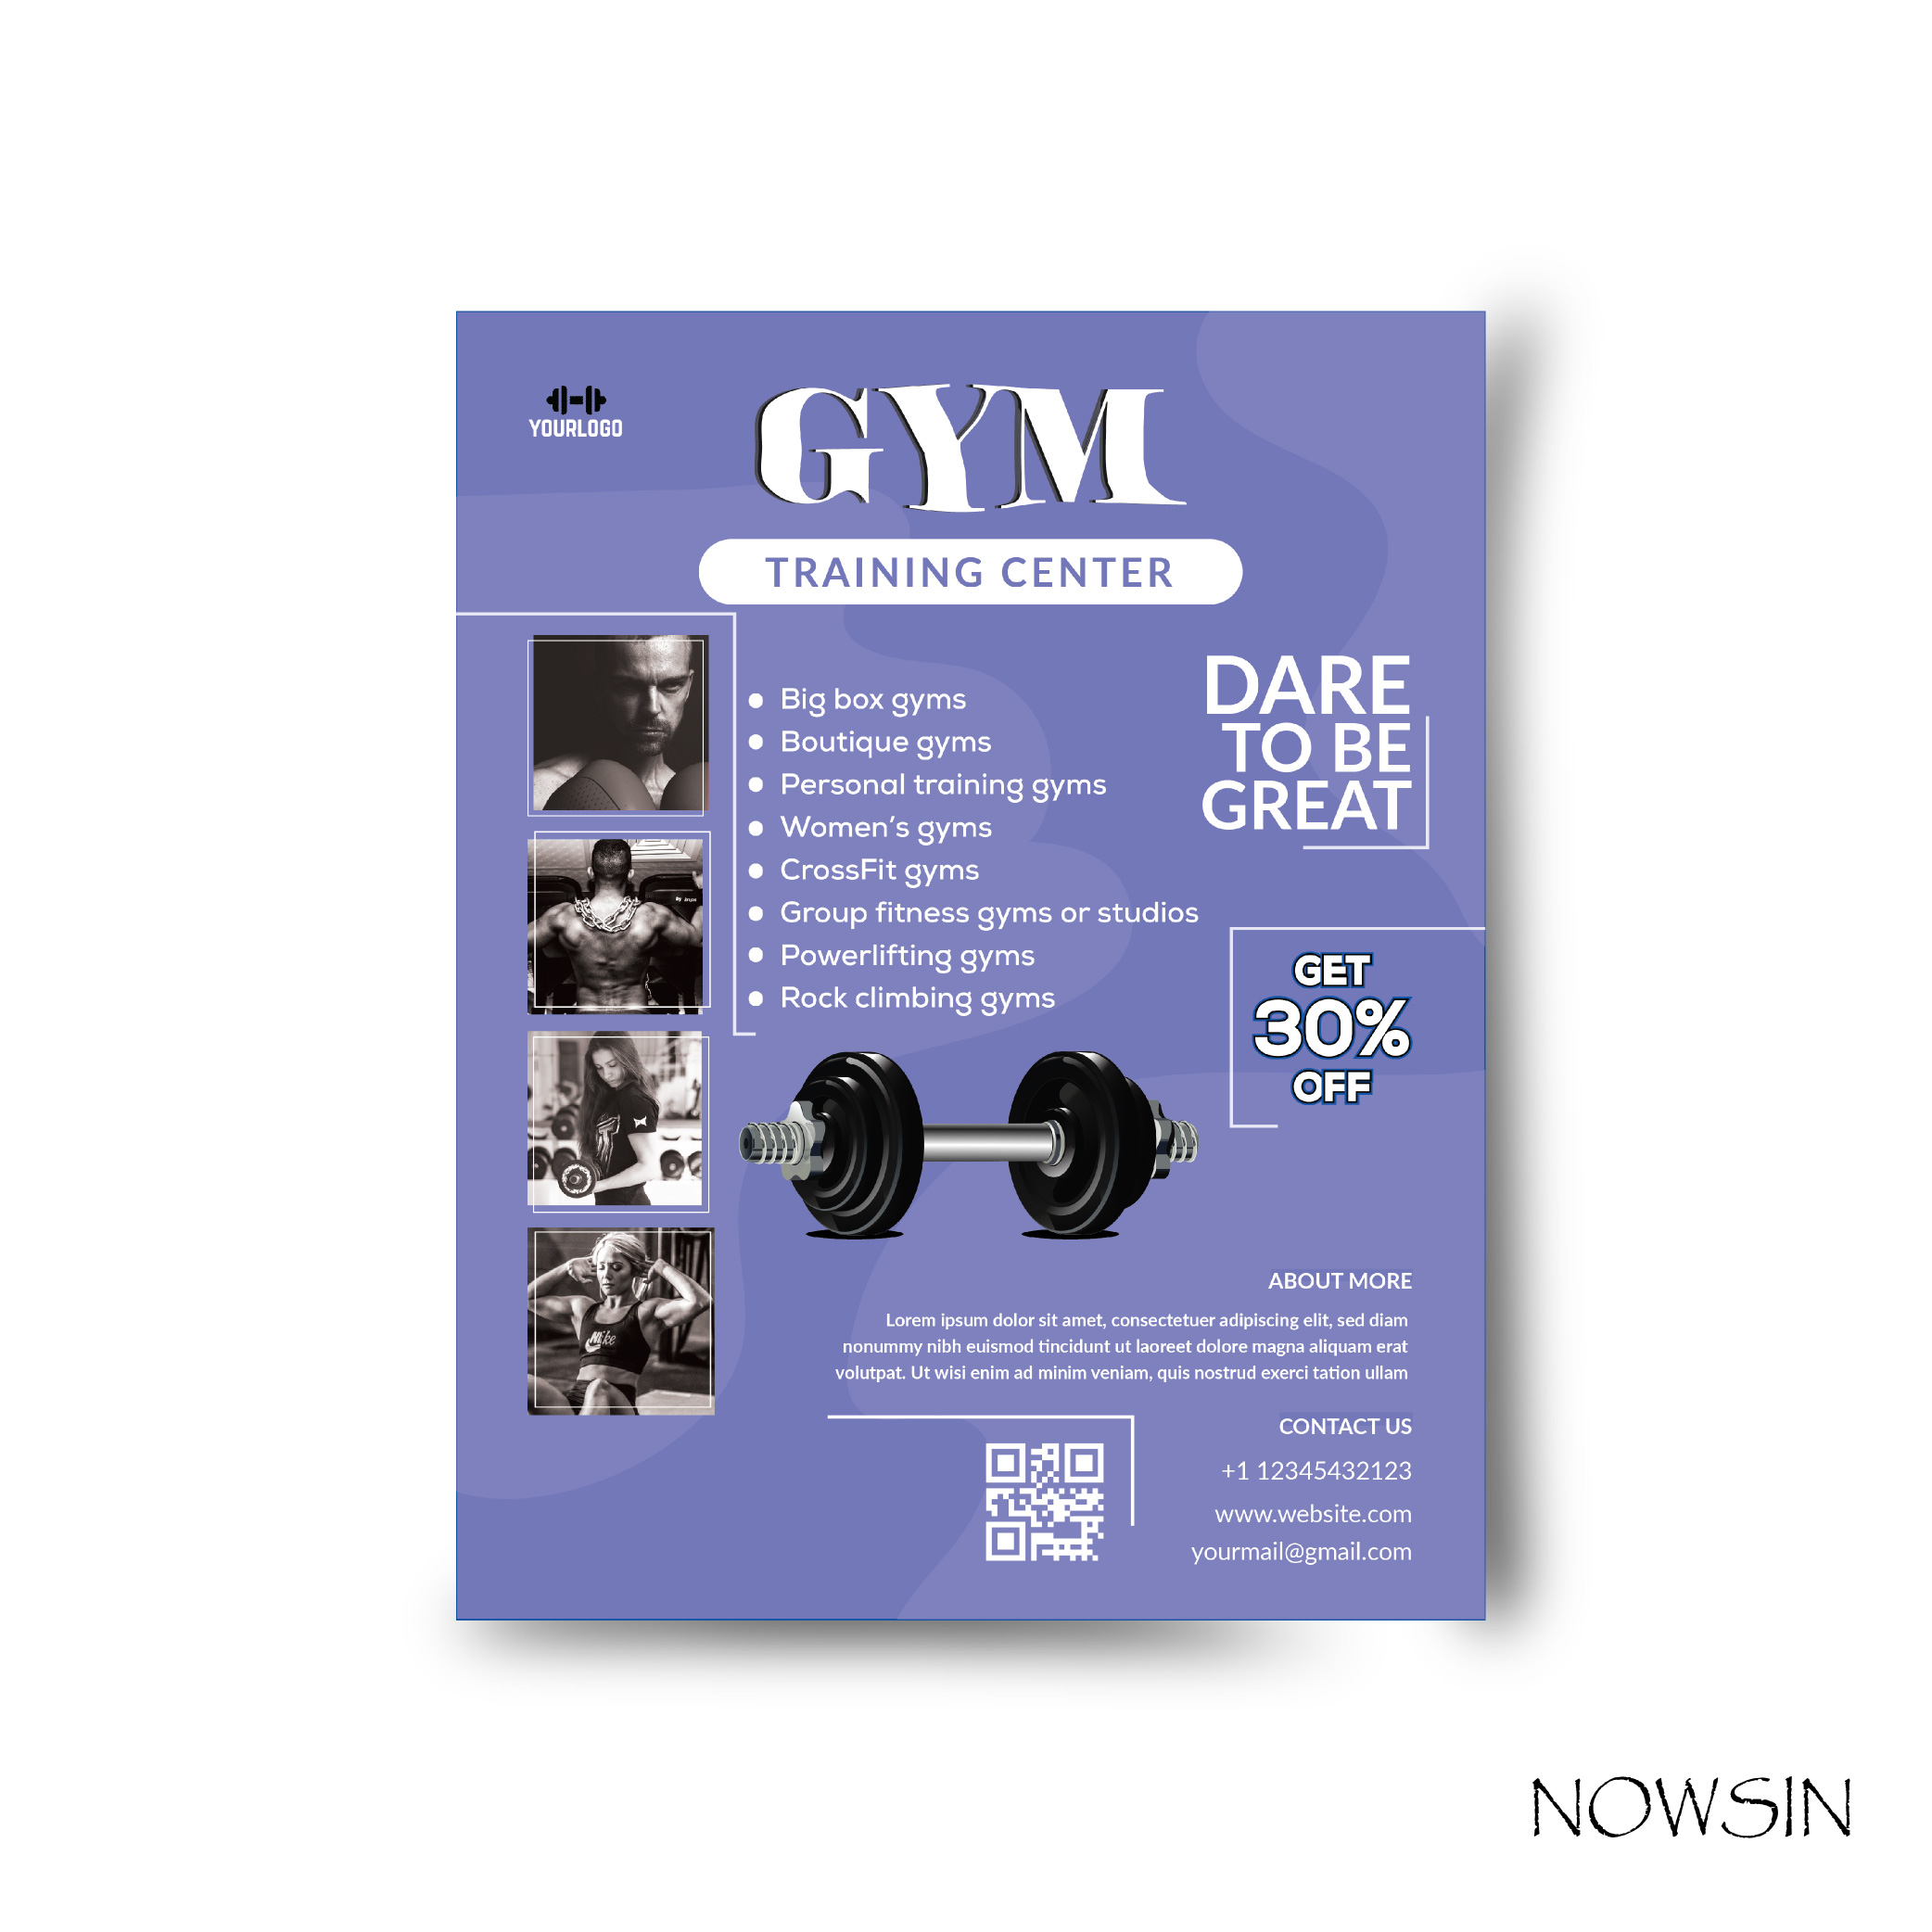 YOURLOGO
GYM
TRAINING CENTER
Big box gyms
Boutique gyms
Personal training gyms
Women’s gyms
CrossFit gyms
Group fitness gyms or studios
Powerlifting gyms
Rock climbing gyms
DARE
TO BE
GREAT
GET
30%
OFF
Nike
ABOUT MORE
Lorem ipsum dolor sit amet, consectetuer adipiscing elit, sed diam
nonummy nibh euismod tincidunt ut laoreet dolore magna aliquam erat
volutpat. Ut wisi enim ad minim veniam, quis nostrud exerci tation ullam
CONTACT US
+1 12345432123
www.website.com
yourmail@gmail.com
NOWSIN